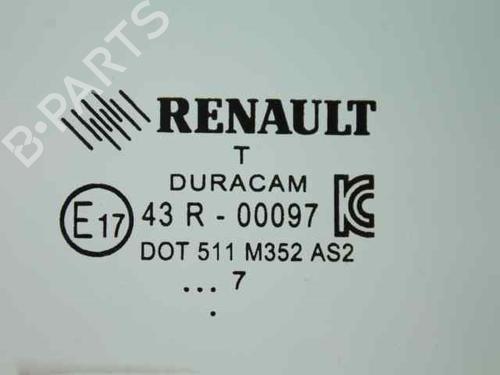 B-PARTS
RENAULT
T
DURACAM
E17 43 R - 00097 KC
DOT 511 M352 AS2
... 7
.